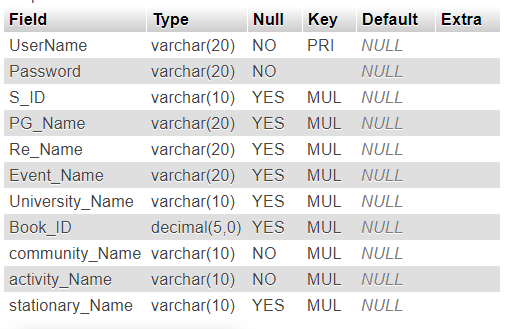 Field Type Null Key Default Extra
UserName varchar(20) NO PRI NULL
Password varchar(20) NO NULL
S_ID varchar(10) YES MUL NULL
PG_Name varchar(20) YES MUL NULL
Re_Name varchar(20) YES MUL NULL
Event_Name varchar(20) YES MUL NULL
University_Name varchar(10) YES MUL NULL
Book_ID decimal(5,0) YES MUL NULL
community_Name varchar(10) NO MUL NULL
activity_Name varchar(10) NO MUL NULL
stationary_Name varchar(10) YES MUL NULL